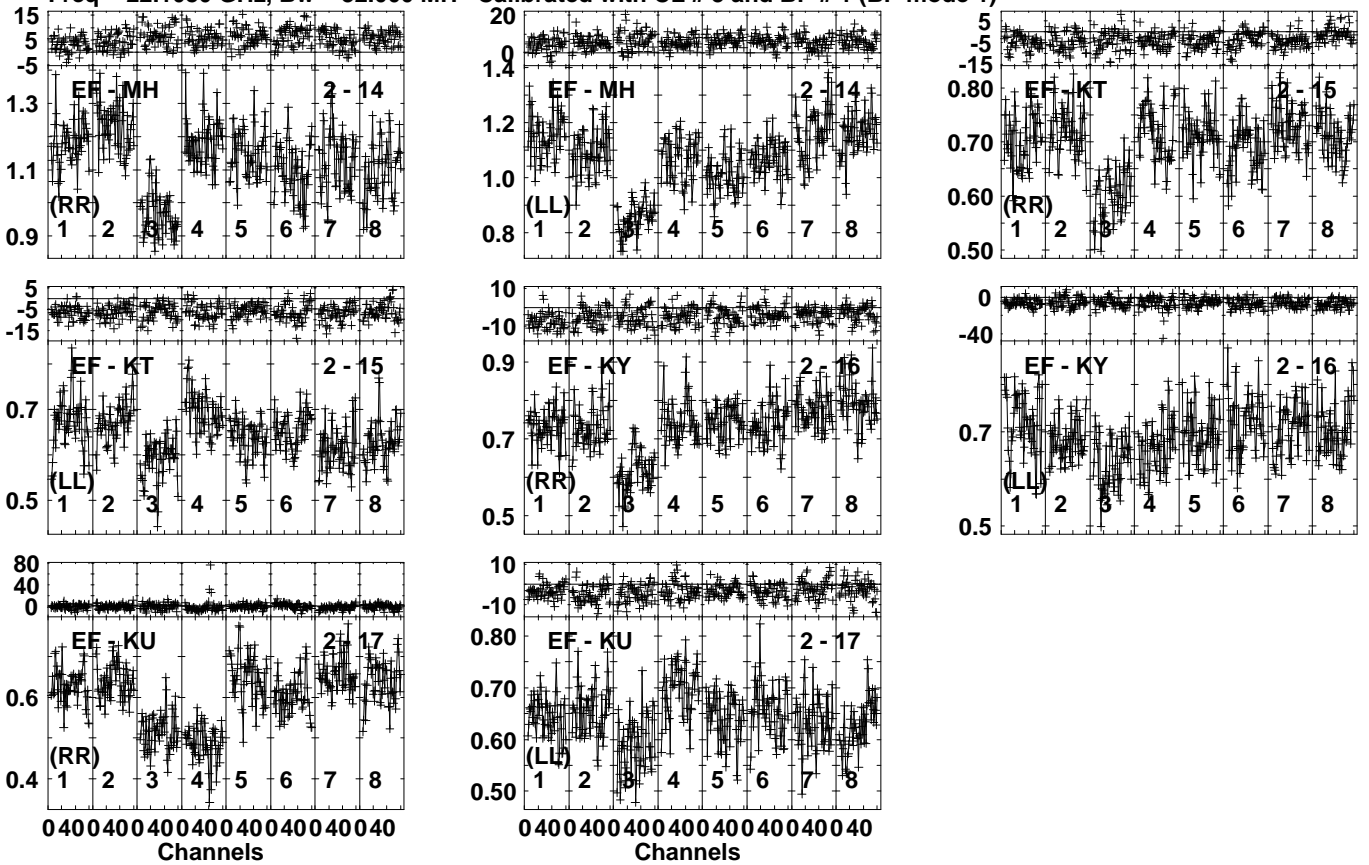 Calibrated with and
15 5 -5
1.3 1.1 0.9
EF - MH 2 - 14
(RR)
1 2 3 4 5 6 7 8
20 0
1.4 1.2 1.0 0.8
EF - MH 2 - 14
(LL)
1 2 3 4 5 6 7 8
5 -5 -15
0.80 0.70 0.60 0.50
EF - KT 2 - 15
(RR)
1 2 3 4 5 6 7 8
5 -5 -15
0.7 0.5
EF - KT 2 - 15
(LL)
1 2 3 4 5 6 7 8
10 -10
0.9 0.7 0.5
EF - KY 2 - 16
(RR)
1 2 3 4 5 6 7 8
0 -40
0.7 0.5
EF - KY 2 - 16
(LL)
1 2 3 4 5 6 7 8
80 40 0
0.6 0.4
EF - KU 2 - 17
(RR)
1 2 3 4 5 6 7 8
0 40 0 40 0 40 0 40 0 40 0 40 0 40 0 40
Channels
10 -10
0.80 0.70 0.60 0.50
EF - KU 2 - 17
(LL)
1 2 3 4 5 6 7 8
0 40 0 40 0 40 0 40 0 40 0 40 0 40 0 40
Channels